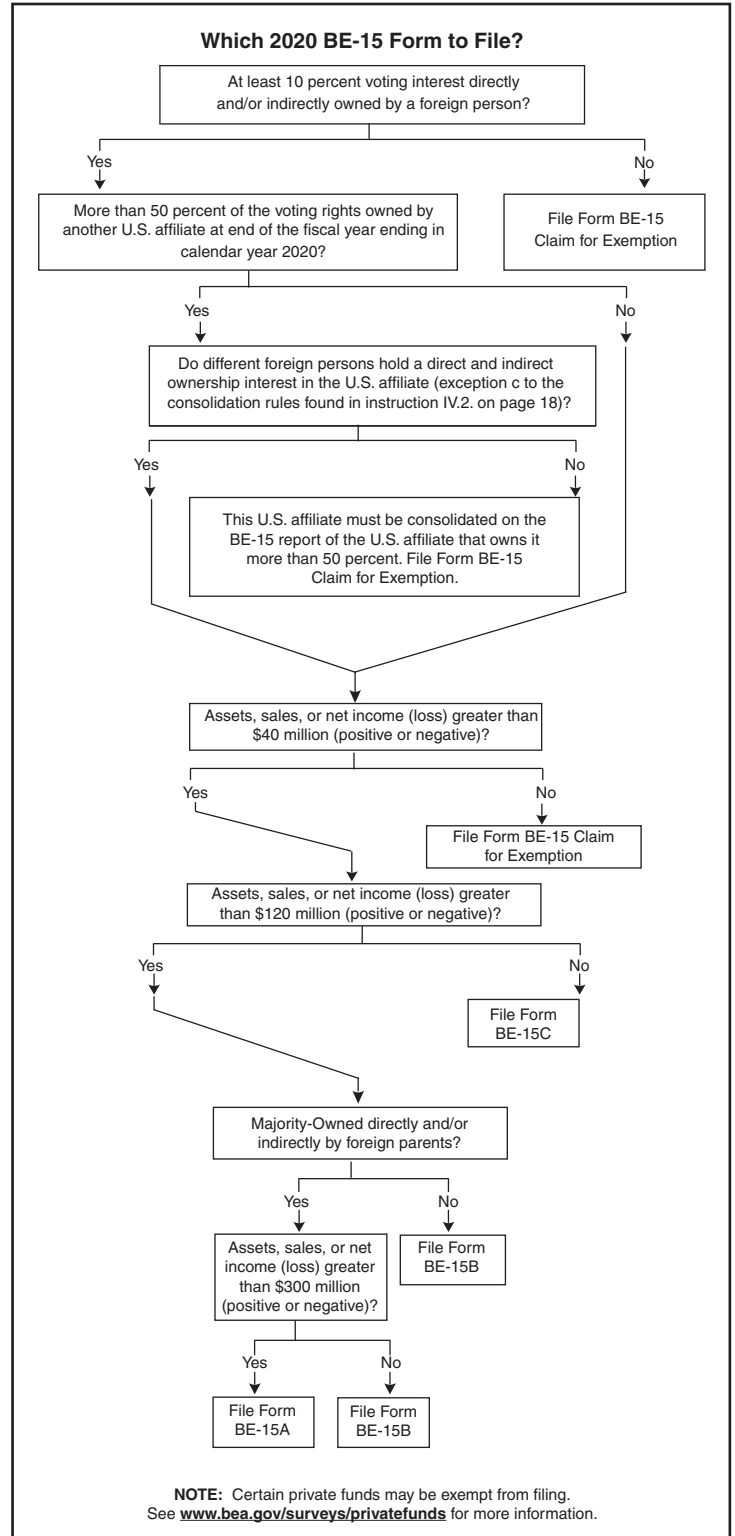 Which 2020 BE-15 Form to File?
At least 10 percent voting interest directly
and/or indirectly owned by a foreign person?
Yes
No
More than 50 percent of the voting rights owned by
another U.S. affiliate at end of the fiscal year ending in
calendar year 2020?
File Form BE-15
Claim for Exemption
Yes
No
Do different foreign persons hold a direct and indirect
ownership interest in the U.S. affiliate (exception c to the
consolidation rules found in instruction IV.2. on page 18)?
Yes
No
This U.S. affiliate must be consolidated on the
BE-15 report of the U.S. affiliate that owns it
more than 50 percent. File Form BE-15
Claim for Exemption.
Assets, sales, or net income (loss) greater than
$40 million (positive or negative)?
Yes
No
File Form BE-15 Claim
for Exemption
Assets, sales, or net income (loss) greater
than $120 million (positive or negative)?
Yes
No
File Form
BE-15C
Majority-Owned directly and/or
indirectly by foreign parents?
Yes
No
Assets, sales, or net
income (loss) greater
than $300 million
(positive or negative)?
File Form
BE-15B
Yes
No
File Form
BE-15A
File Form
BE-15B
NOTE: Certain private funds may be exempt from filing.
See www.bea.gov/surveys/privatefunds for more information.